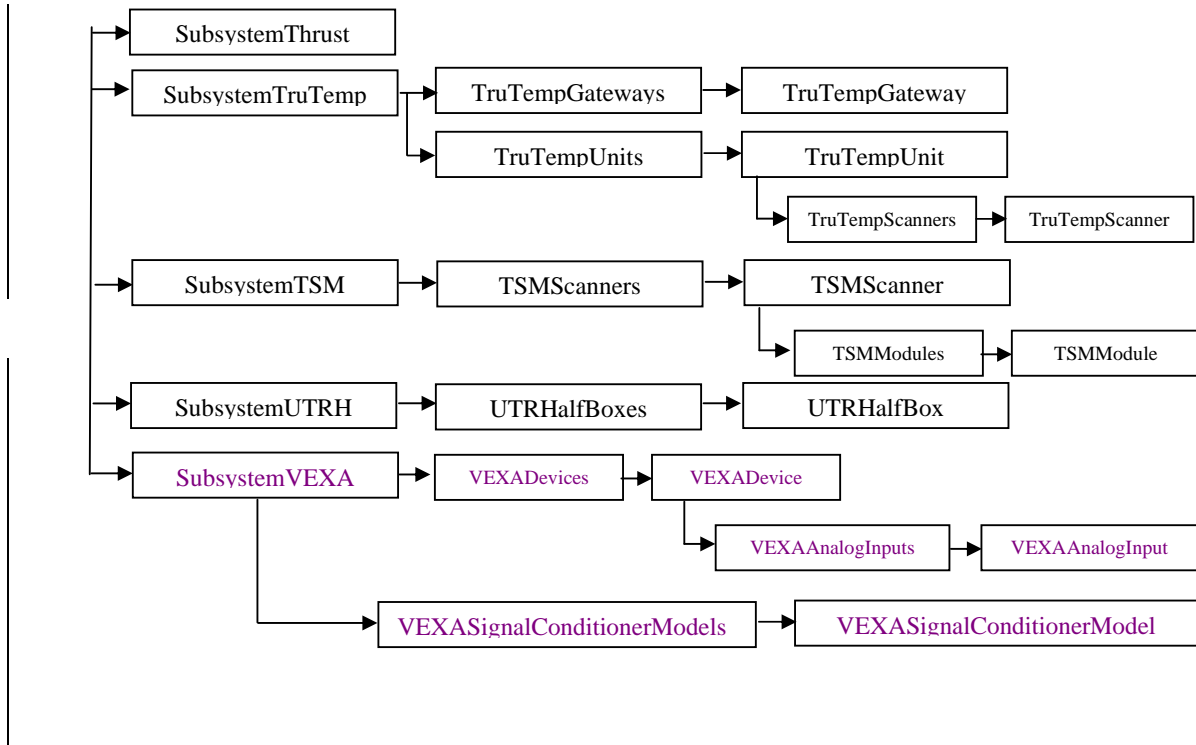 SubsystemThrust
SubsystemTruTemp
TruTempGateways
TruTempGateway
TruTempUnits
TruTempUnit
TruTempScanners
TruTempScanner
SubsystemTSM
TSMScanners
TSMScanner
TSMModules
TSMModule
SubsystemUTRH
UTRHalfBoxes
UTRHalfBox
SubsystemVEXA
VEXADevices
VEXADevice
VEXAAnalogInputs
VEXAAnalogInput
VEXASignalConditionerModels
VEXASignalConditionerModel